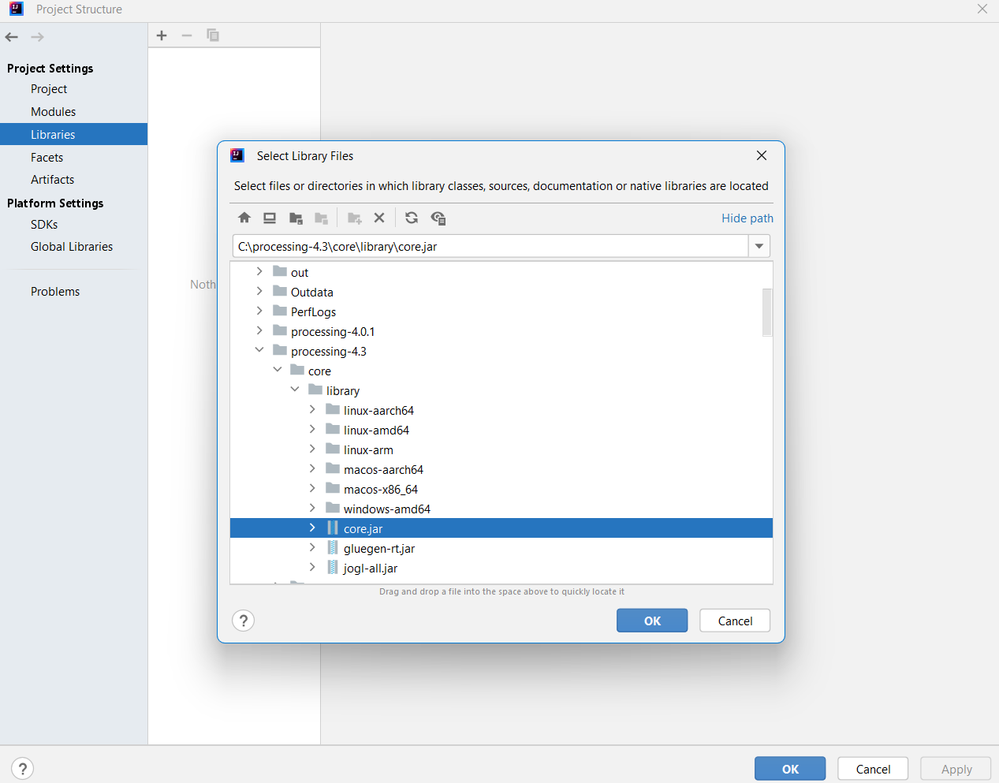 Project Structure
Project Settings
Project
Modules
Libraries
Facets
Artifacts
Platform Settings
SDKs
Global Libraries
Problems
Noth
Select Library Files
Select files or directories in which library classes, sources, documentation or native libraries are located
Hide path
C:\processing-4.3\core\library\core.jar
out
Outdata
PerfLogs
processing-4.0.1
processing-4.3
core
library
linux-aarch64
linux-amd64
linux-arm
macos-aarch64
macos-x86_64
windows-amd64
core.jar
gluegen-rt.jar
jogl-all.jar
Drag and drop a file into the space above to quickly locate it
? OK Cancel
? OK Cancel Apply